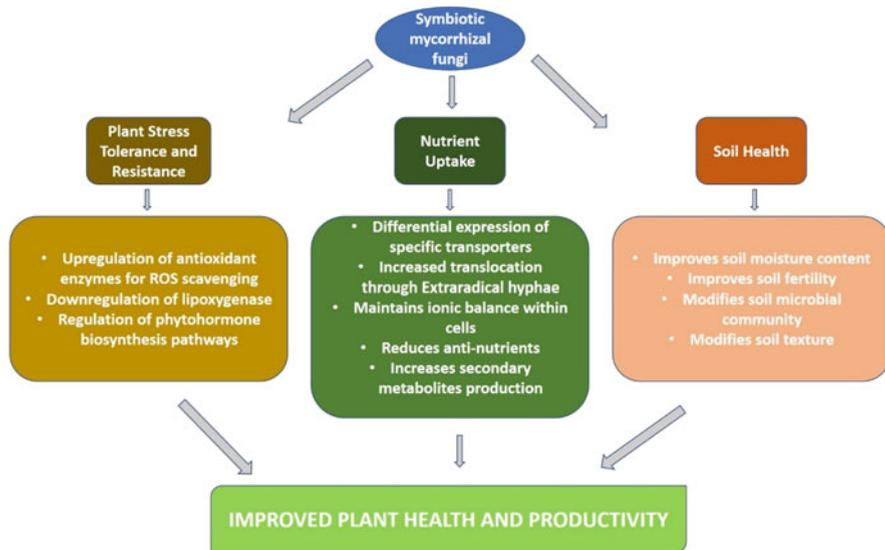 Symbiotic
mycorrhizal
fungi
Plant Stress
Tolerance and
Resistance
Nutrient
Uptake
Soil Health
• Upregulation of antioxidant
enzymes for ROS scavenging
• Downregulation of lipoxygenase
• Regulation of phytohormone
biosynthesis pathways
• Differential expression of
specific transporters
• Increased translocation
through Extraradical hyphae
• Maintains ionic balance within
cells
• Reduces anti-nutrients
• Increases secondary
metabolites production
• Improves soil moisture content
• Improves soil fertility
• Modifies soil microbial
community
• Modifies soil texture
IMPROVED PLANT HEALTH AND PRODUCTIVITY